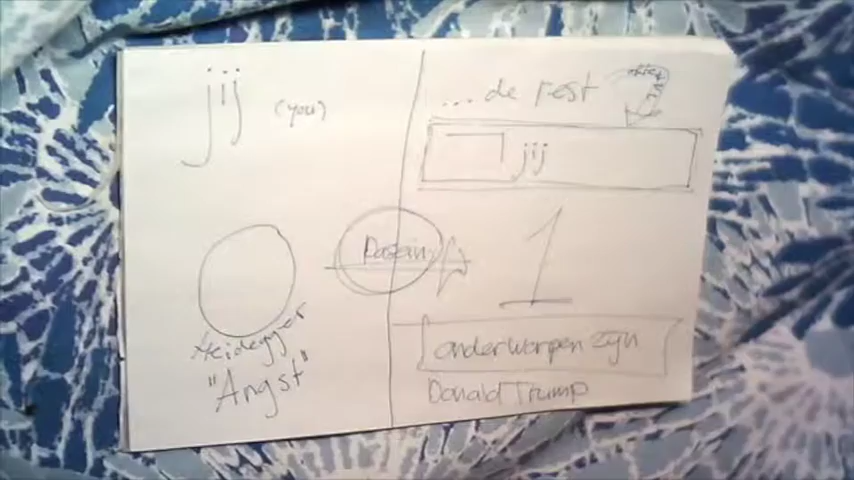 jij
(you)
... de rest
jij
Dasein
1
Heidegger
"Angst"
onderworpen zijn
Donald Trump